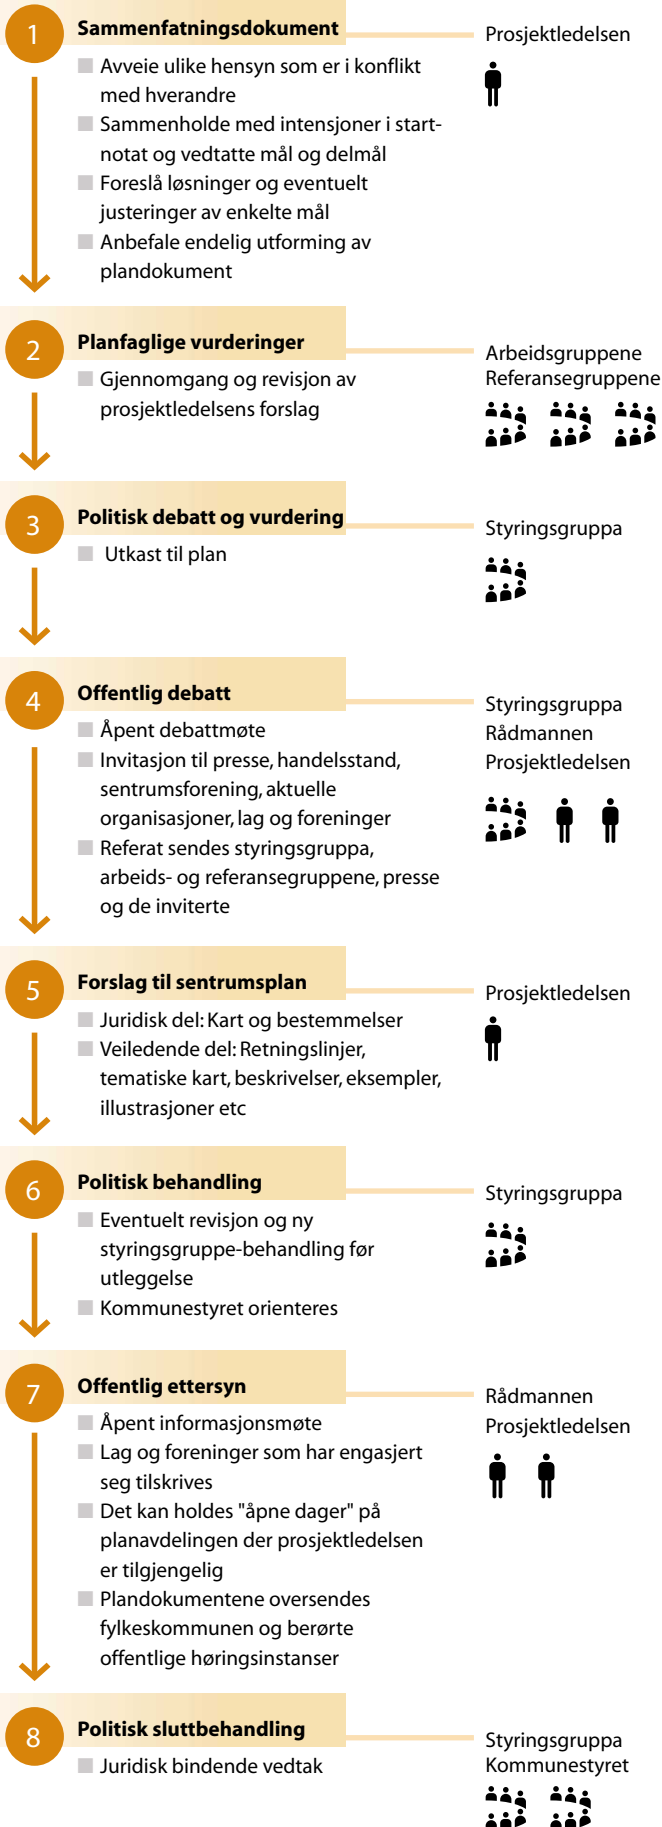 1
Sammenfatningsdokument
Prosjektledelsen
■ Avveie ulike hensyn som er i konflikt
med hverandre
■ Sammenholde med intensjoner i start-
notat og vedtatte mål og delmål
■ Foreslå løsninger og eventuelt
justeringer av enkelte mål
■ Anbefale endelig utforming av
plandokument
2
Planfaglige vurderinger
Arbeidsgruppene
Referansegruppene
■ Gjennomgang og revisjon av
prosjektledelsens forslag
3
Politisk debatt og vurdering
Styringsgruppa
■ Utkast til plan
4
Offentlig debatt
Styringsgruppa
Rådmannen
Prosjektledelsen
■ Åpent debattmøte
■ Invitasjon til presse, handelsstand,
sentrumsforening, aktuelle
organisasjoner, lag og foreninger
■ Referat sendes styringsgruppa,
arbeids- og referansegruppene, presse
og de inviterte
5
Forslag til sentrumsplan
Prosjektledelsen
■ Juridisk del: Kart og bestemmelser
■ Veiledende del: Retningslinjer,
tematiske kart, beskrivelser, eksempler,
illustrasjoner etc
6
Politisk behandling
Styringsgruppa
■ Eventuelt revisjon og ny
styringsgruppe-behandling før
utleggelse
■ Kommunestyret orienteres
7
Offentlig ettersyn
Rådmannen
Prosjektledelsen
■ Åpent informasjonsmøte
■ Lag og foreninger som har engasjert
seg tilskrives
■ Det kan holdes "åpne dager" på
planavdelingen der prosjektledelsen
er tilgjengelig
■ Plandokumentene oversendes
fylkeskommunen og berørte
offentlige høringsinstanser
8
Politisk sluttbehandling
Styringsgruppa
Kommunestyret
■ Juridisk bindende vedtak